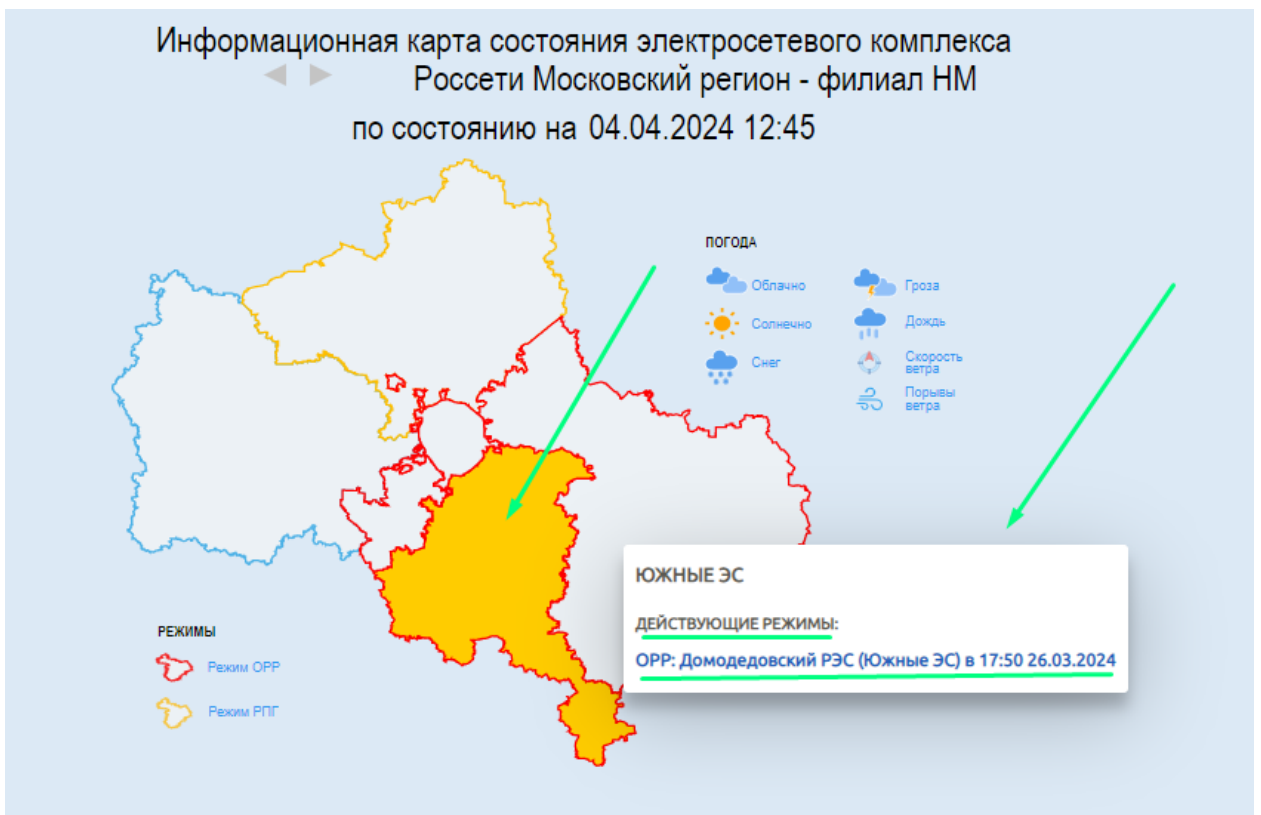 Информационная карта состояния электросетевого комплекса
Россети Московский регион - филиал НМ
по состоянию на 04.04.2024 12:45
ПОГОДА
Облачно
Гроза
Солнечно
Дождь
Снег
Скорость
ветра
Порывы
ветра
ЮЖНЫЕ ЭС
ДЕЙСТВУЮЩИЕ РЕЖИМЫ:
ОРР: Домодедовский РЭС (Южные ЭС) в 17:50 26.03.2024
РЕЖИМЫ
Режим ОРР
Режим РПГ